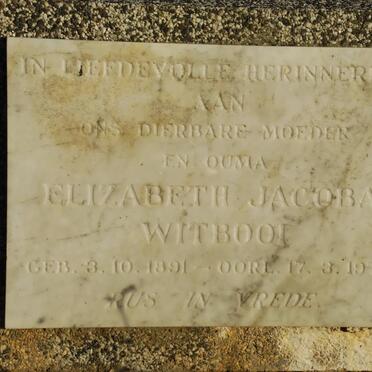 IN LIEFDEVOLLE HERINNER
AAN
ONS DIERBARE MOEDER
EN OUMA
ELIZABETH JACOBA
WITBOOI
GEB. 3.10.1891 - OORL. 17.3.19
RUS IN VREDE.